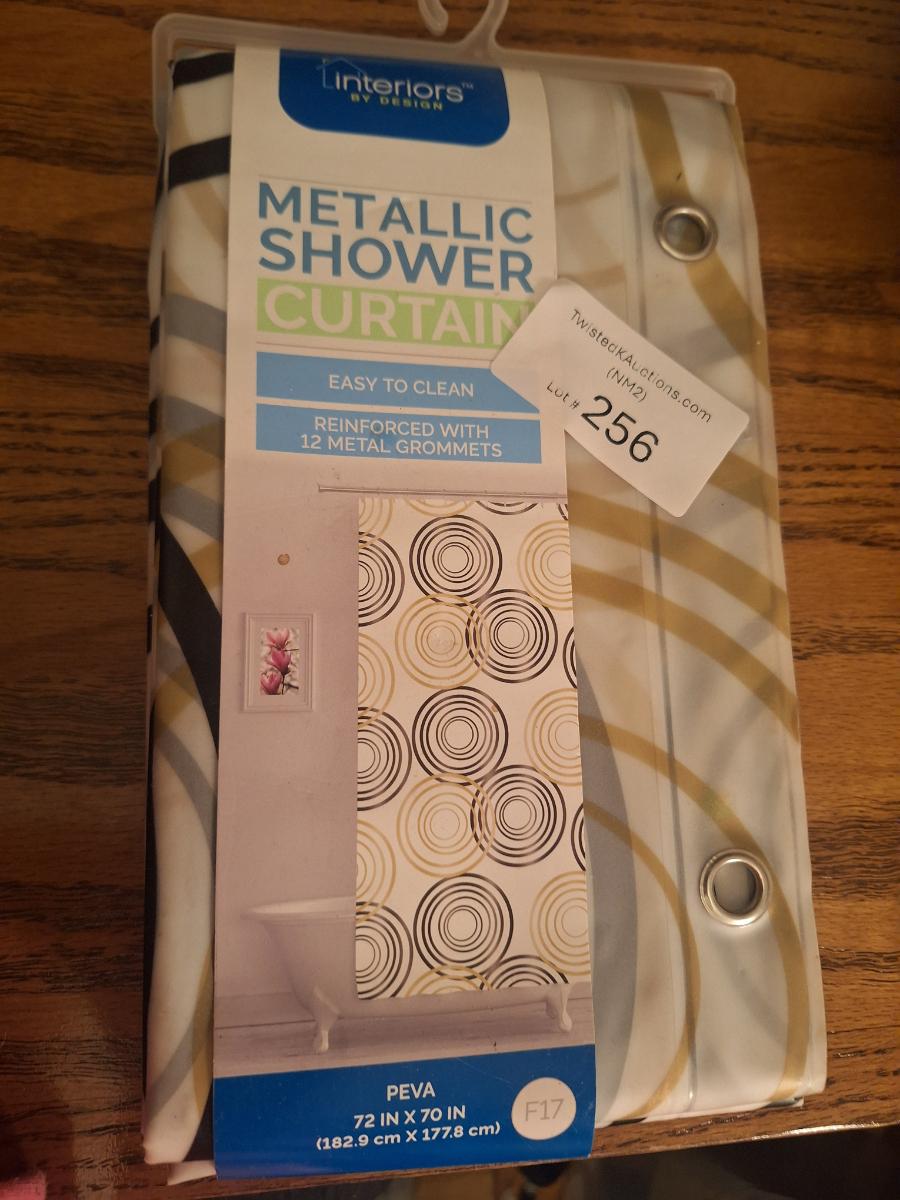 interiors™
BY DESIGN
METALLIC
SHOWER
CURTAIN
EASY TO CLEAN
REINFORCED WITH
12 METAL GROMMETS
TwistedKAuctions.com
(NM2)
Lot # 256
PEVA
72 IN X 70 IN
(182.9 cm X 177.8 cm)
F17